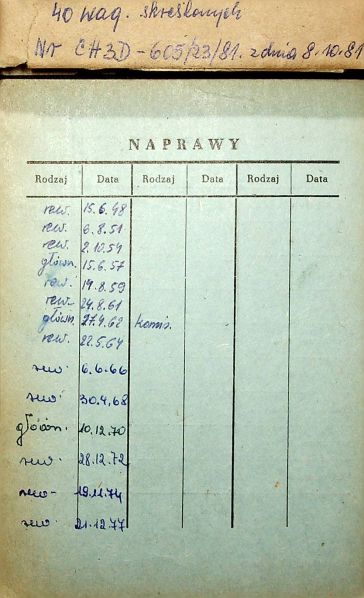 40 wag. skreślonych
Nr CH3D-605/23/81. z dnia 8.10.81
NAPRAWY
Rodzaj Data Rodzaj Data Rodzaj Data
rew. 15.6.48
rew. 6.8.51
rew. 2.10.54
główn. 15.6.57
rew. 19.8.59
rew. 24.8.61
główn. 27.4.62 komis.
rew. 22.5.64
rew. 6.6.66
rew. 30.4.68
główn. 10.12.70
rew. 28.12.72
rew. 19.11.74
rew. 21.12.77